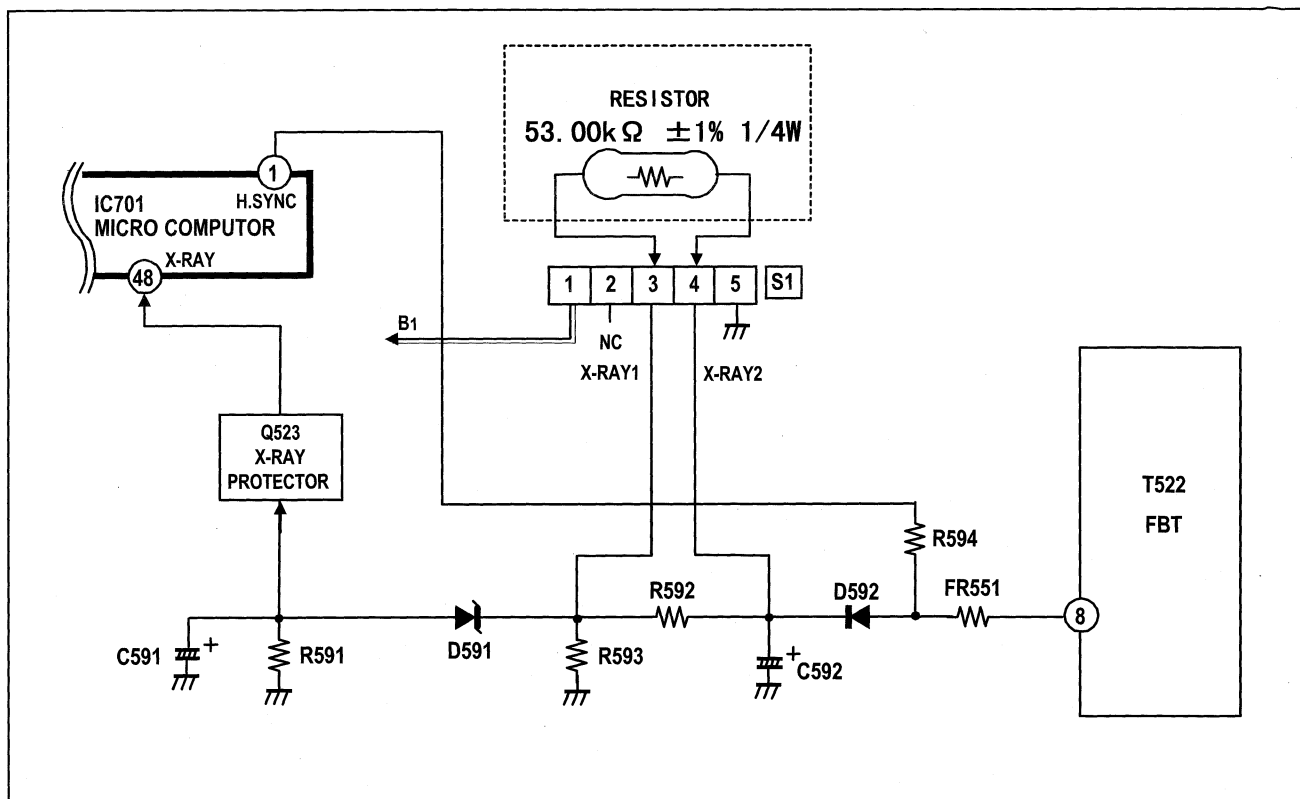 RESISTOR
53.00kΩ ±1% 1/4W
1
H.SYNC
IC701
MICRO COMPUTOR
X-RAY
48
1 2 3 4 5 S1
B1
NC
X-RAY1
X-RAY2
Q523
X-RAY
PROTECTOR
T522
FBT
R594
R592
D592
FR551
8
C591
+
R591
D591
R593
+
C592